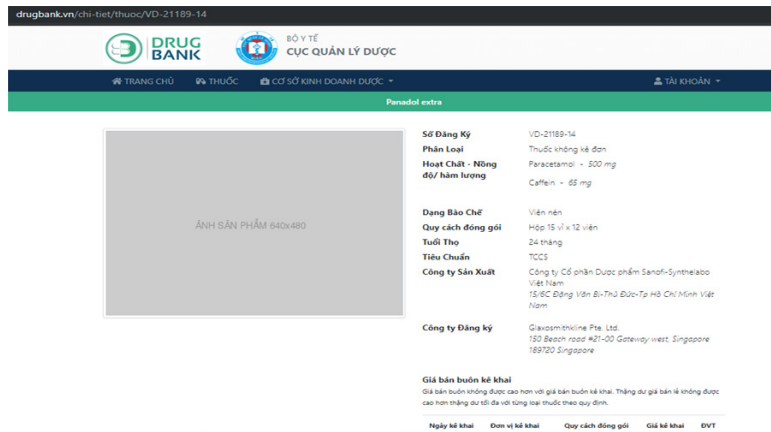 drugbank.vn/chi-tiet/thuoc/VD-21189-14
DRUG
BANK
BỘ Y TẾ
CỤC QUẢN LÝ DƯỢC
TRANG CHỦ THUỐC CƠ SỞ KINH DOANH DƯỢC TÀI KHOẢN
Panadol extra
ẢNH SẢN PHẨM 640x480
Số Đăng Ký VD-21189-14
Phân Loại Thuốc không kê đơn
Hoạt Chất - Nồng Paracetamol - 500 mg
độ/ hàm lượng
Caffein - 65 mg
Dạng Bào Chế Viên nén
Quy cách đóng gói Hộp 15 vỉ x 12 viên
Tuổi Thọ 24 tháng
Tiêu Chuẩn TCCS
Công ty Sản Xuất Công ty Cổ phần Dược phẩm Sanofi-Synthelabo
Việt Nam
15/6C Đặng Văn Bi-Thủ Đức-Tp Hồ Chí Minh Việt
Nam
Công ty Đăng ký Glaxosmithkline Pte. Ltd.
150 Beach road #21-00 Gateway west, Singapore
189720 Singapore
Giá bán buôn kê khai
Giá bán buôn không được cao hơn với giá bán buôn kê khai. Thặng dư giá bán lẻ không được
cao hơn thặng dư tối đa với từng loại thuốc theo quy định.
Ngày kê khai Đơn vị kê khai Quy cách đóng gói Giá kê khai ĐVT